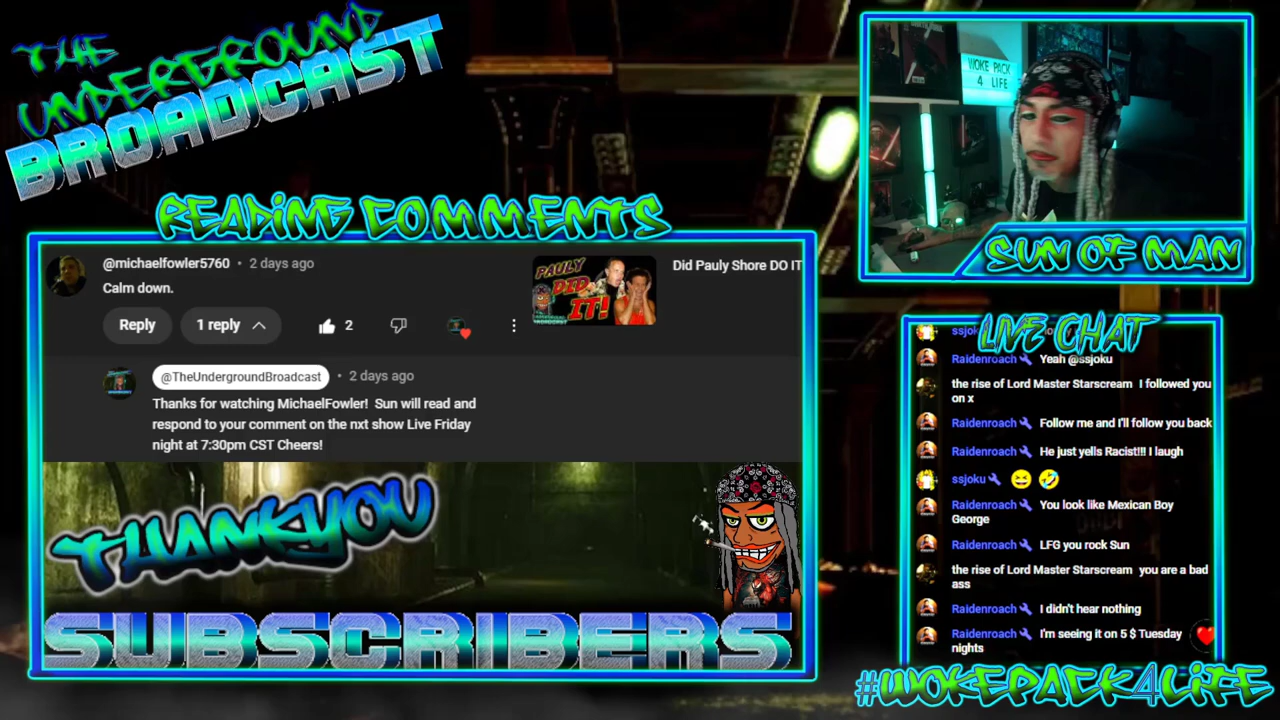 THE
UNDERGROUND
BROADCAST
READING COMMENTS
@michaelfowler5760 • 2 days ago
Calm down.
Reply
1 reply
2
PAULY
DID
IT!
Did Pauly Shore DO IT
@TheUndergroundBroadcast • 2 days ago
Thanks for watching MichaelFowler! Sun will read and
respond to your comment on the nxt show Live Friday
night at 7:30pm CST Cheers!
THANKYOU
SUBSCRIBERS
WOKE PACK
4 LIFE
SUN OF MAN
LIVE CHAT
Raidenroach Yeah @ssjoku
the rise of Lord Master Starscream I followed you
on x
Raidenroach Follow me and I'll follow you back
Raidenroach He just yells Racist!!! I laugh
ssjoku 😆 🤣
Raidenroach You look like Mexican Boy
George
Raidenroach LFG you rock Sun
the rise of Lord Master Starscream you are a bad
ass
Raidenroach I didn't hear nothing
Raidenroach I'm seeing it on 5 $ Tuesday
nights
#WOKEPACK4LIFE